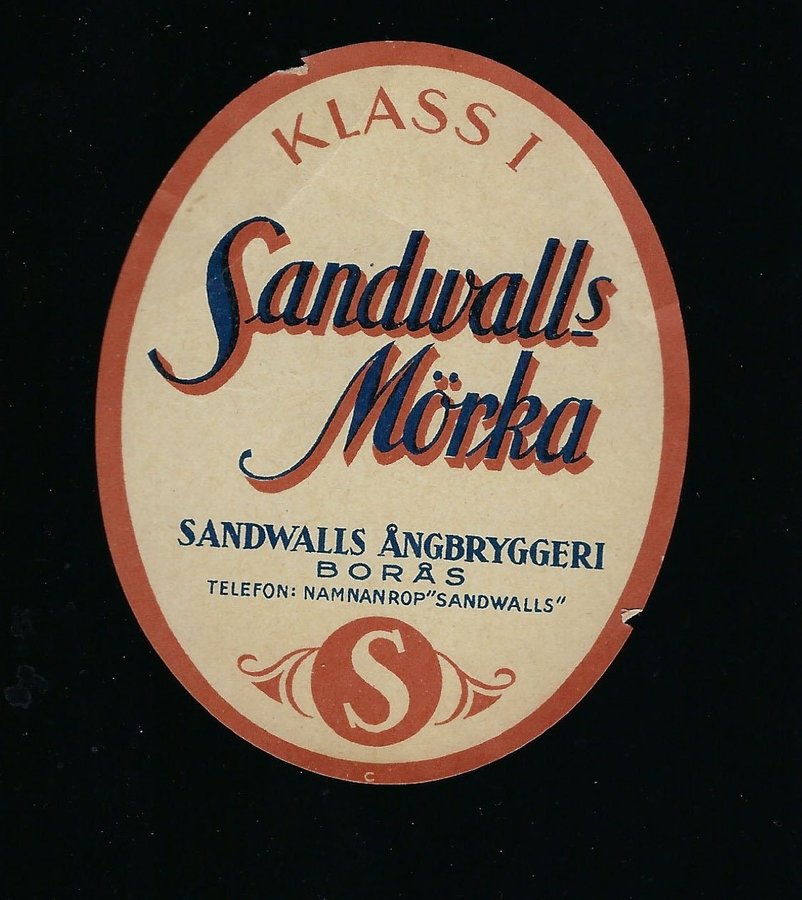 KLASS I
Sandwalls
Mörka
SANDWALLS ÅNGBRYGGERI
BORÅS
TELEFON: NAMNANROP "SANDWALLS"
S
C